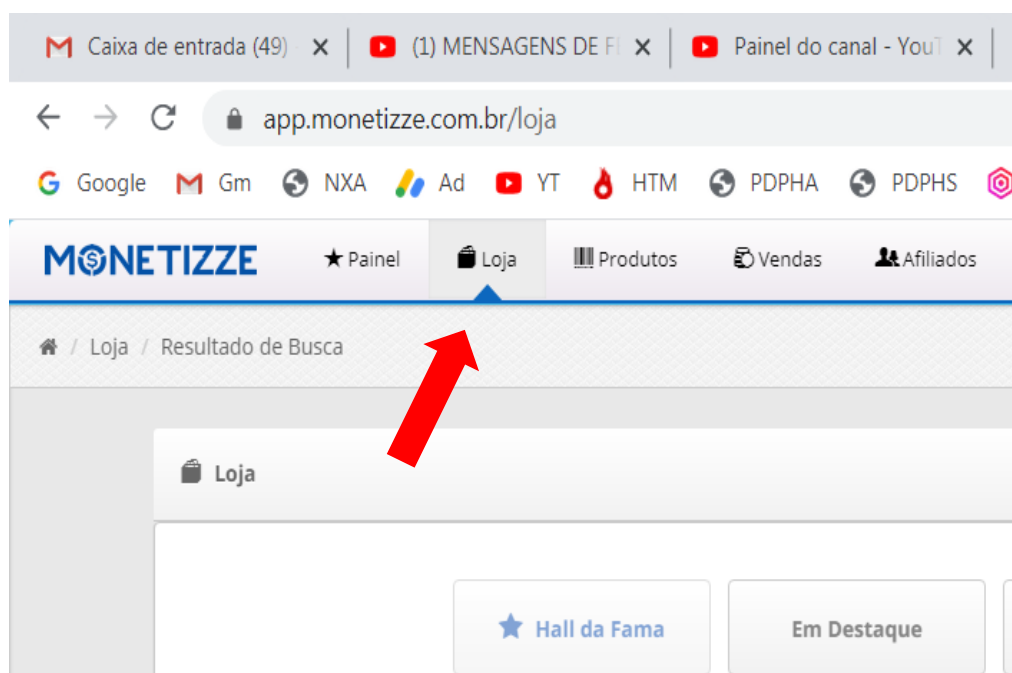 Caixa de entrada (49) (1) MENSAGENS DE F Painel do canal - YouT
app.monetizze.com.br/loja
Google Gm NXA Ad YT HTM PDPHA PDPHS
MONETIZZE Painel Loja Produtos Vendas Afiliados
/ Loja / Resultado de Busca
Loja
Hall da Fama Em Destaque